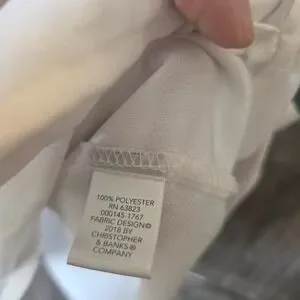 100% POLYESTER
RN 63823
000145-1767
FABRIC DESIGN©
2018 BY
CHRISTOPHER
& BANKS®
COMPANY